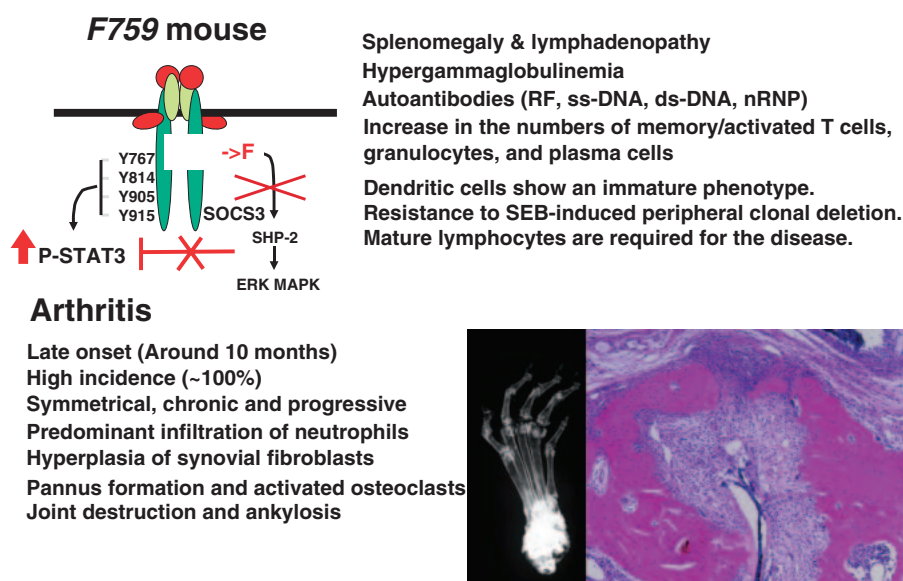 F759 mouse
Splenomegaly & lymphadenopathy
Hypergammaglobulinemia
Autoantibodies (RF, ss-DNA, ds-DNA, nRNP)
Increase in the numbers of memory/activated T cells,
granulocytes, and plasma cells
Dendritic cells show an immature phenotype.
Resistance to SEB-induced peripheral clonal deletion.
Mature lymphocytes are required for the disease.
Y767
Y814
Y905
Y915
->F
SOCS3
SHP-2
P-STAT3
ERK MAPK
Arthritis
Late onset (Around 10 months)
High incidence (~100%)
Symmetrical, chronic and progressive
Predominant infiltration of neutrophils
Hyperplasia of synovial fibroblasts
Pannus formation and activated osteoclasts
Joint destruction and ankylosis